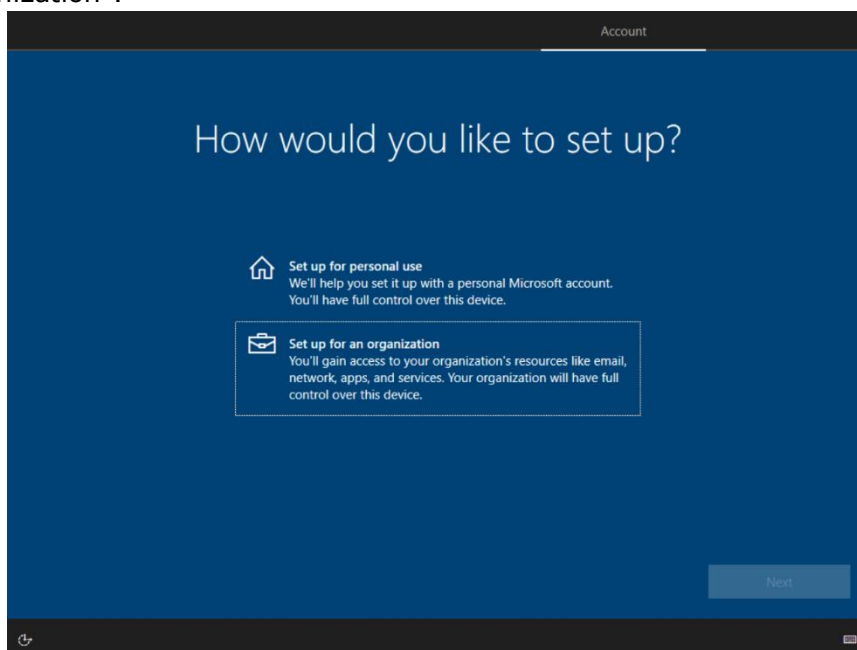 Account
How would you like to set up?
Set up for personal use
We'll help you set it up with a personal Microsoft account.
You'll have full control over this device.
Set up for an organization
You'll gain access to your organization's resources like email,
network, apps, and services. Your organization will have full
control over this device.
Next